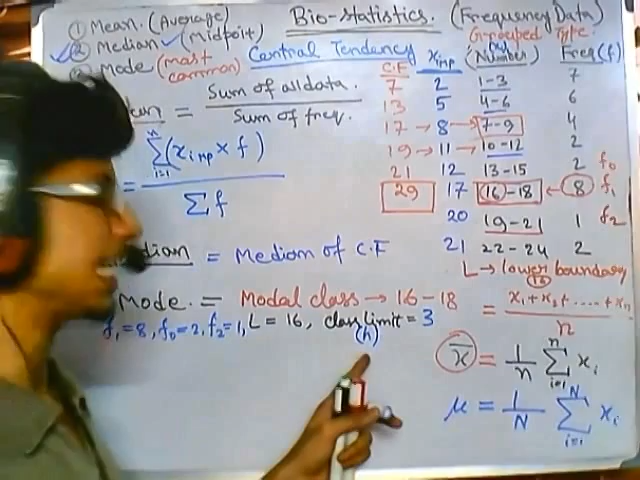 ① Mean. (Average) Bio-statistics. (Frequency Data)
② Median ✓ (Midpoint) Grouped Type.
Mode (most common) Central Tendency
C.F x imp (Number) Freq (f)
7 2 1-3 7
13 5 4-6 6
17 → 8 → 7-9 4
19 → 11 → 10-12 2
21 12 13-15 2 f₀
29 17 16-18 ← 8 f₁
20 19-21 1 f₂
21 22-24 2
= Sum of all data. / Sum of freq.
= Σ i=1 n (x imp × f) / Σ f
= Median of C.F
L → lower boundary
16
Mode. = Modal class → 16-18
f₁=8, f₀=2, f₂=1, L = 16, class limit = 3
(h)
= x₁ + x₂ + ..... + xn / n
x̄ = 1/n Σ i=1 n xi
μ = 1/N Σ i=1 N xi